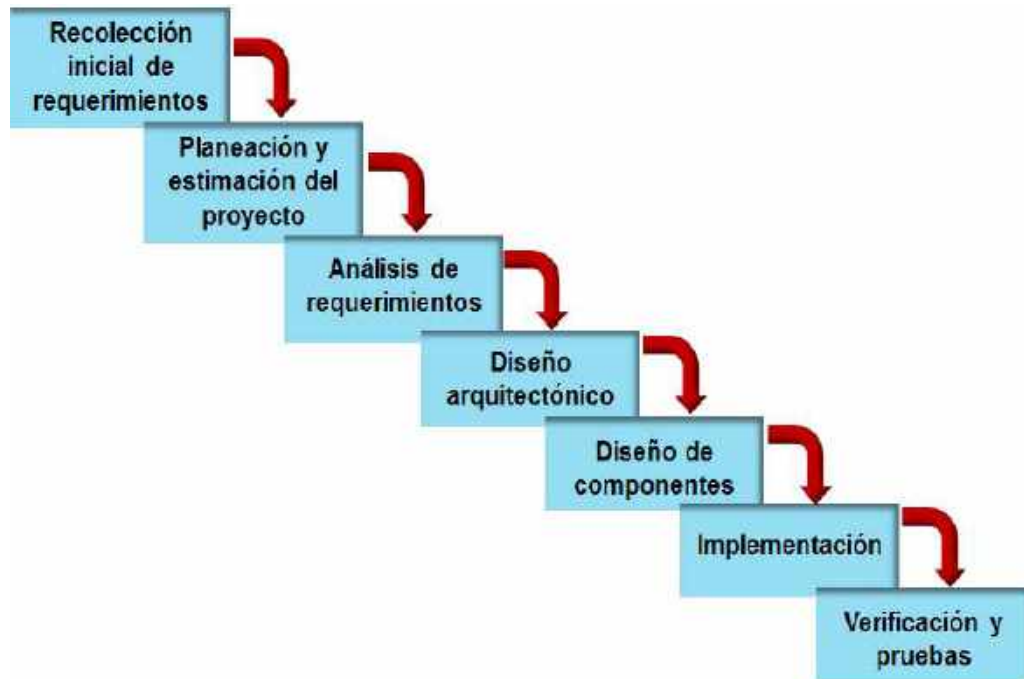 Recolección
inicial de
requerimientos
Planeación y
estimación del
proyecto
Análisis de
requerimientos
Diseño
arquitectónico
Diseño de
componentes
Implementación
Verificación y
pruebas